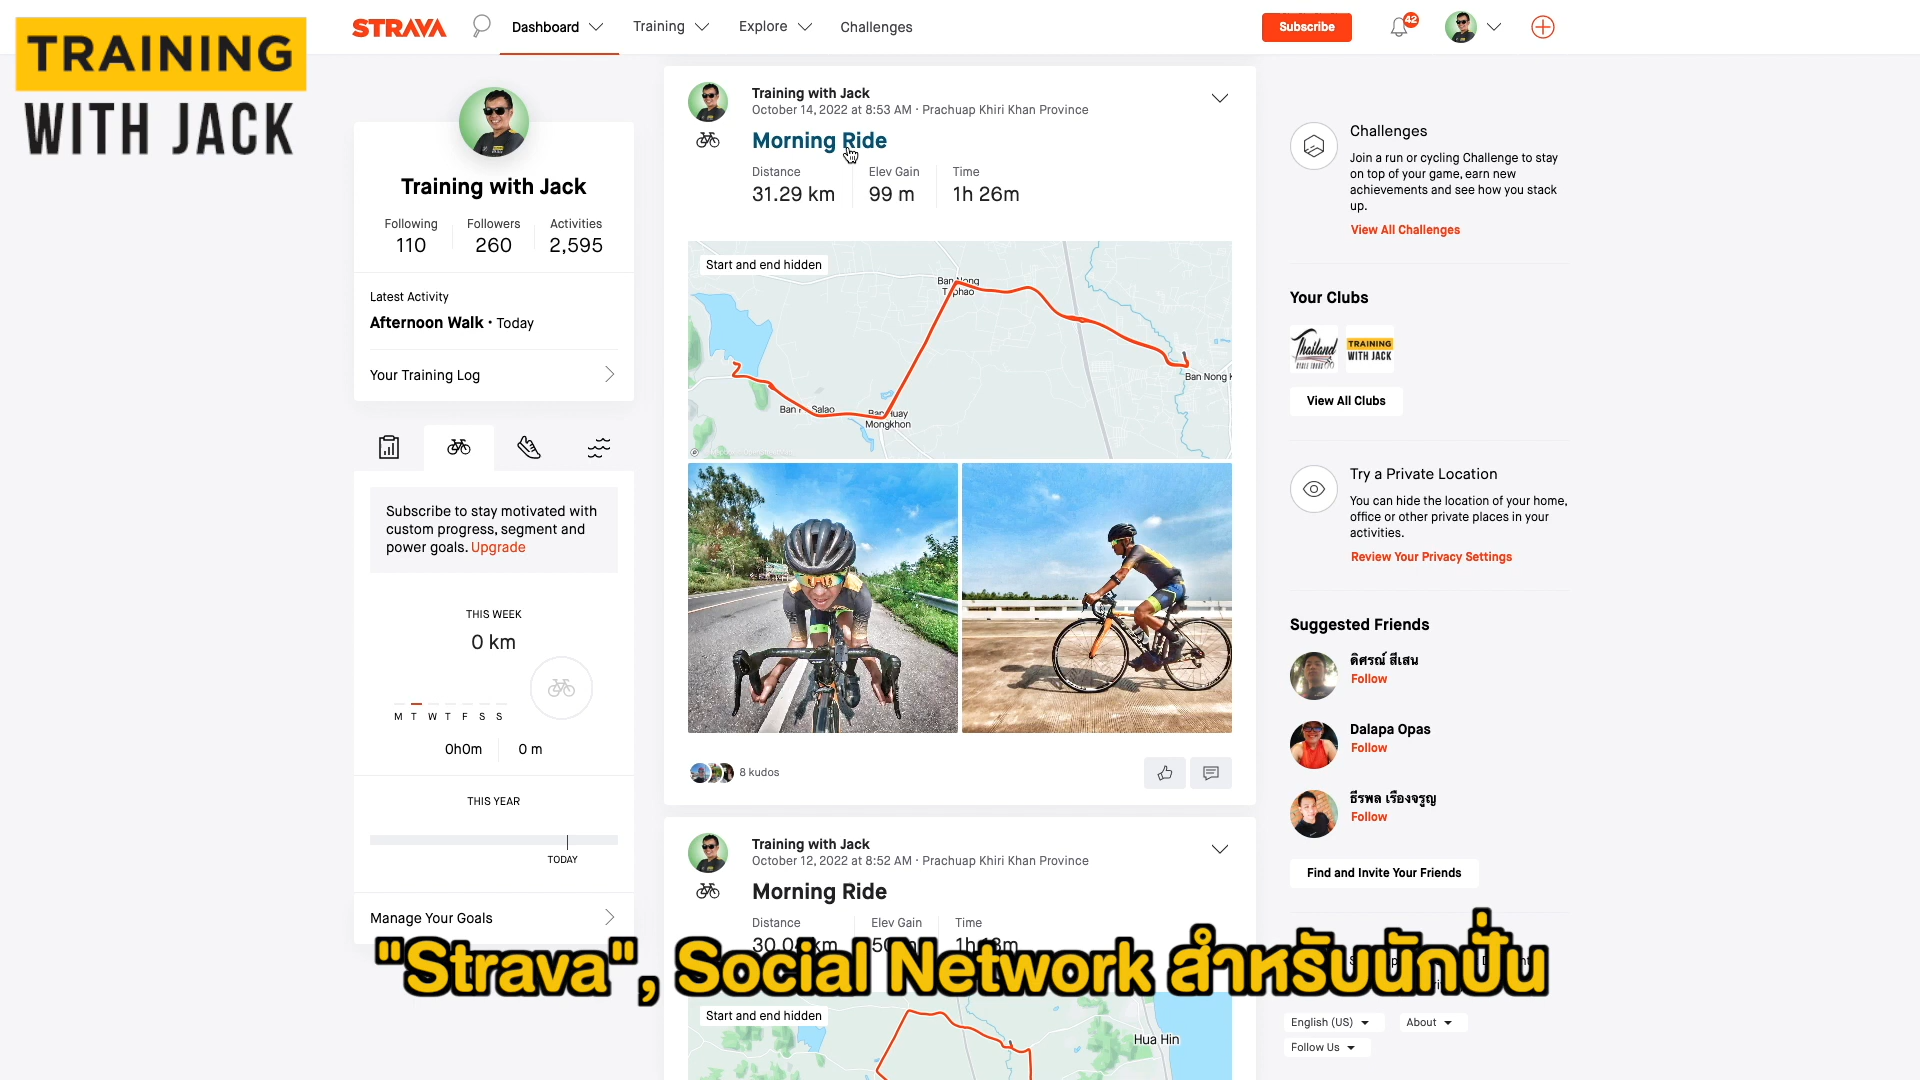 TRAINING
WITH JACK
STRAVA
Dashboard
Training
Explore
Challenges
Subscribe
42
Training with Jack
Following
Followers
Activities
110
260
2,595
Latest Activity
Afternoon Walk • Today
Your Training Log
Subscribe to stay motivated with
custom progress, segment and
power goals. Upgrade
THIS WEEK
0 km
M T W T F S S
0h0m
0 m
THIS YEAR
TODAY
Manage Your Goals
Training with Jack
October 14, 2022 at 8:53 AM · Prachuap Khiri Khan Province
Morning Ride
Distance
Elev Gain
Time
31.29 km
99 m
1h 26m
Start and end hidden
Ban Nong
Ban Nong
Ban
Salao
Ban Huay
Mongkhon
8 kudos
Training with Jack
October 12, 2022 at 8:52 AM · Prachuap Khiri Khan Province
Morning Ride
Distance
Elev Gain
Time
"Strava", Social Network สำหรับนักปั่น
Start and end hidden
Hua Hin
Challenges
Join a run or cycling Challenge to stay
on top of your game, earn new
achievements and see how you stack
up.
View All Challenges
Your Clubs
Thailand
TRAINING
WITH JACK
View All Clubs
Try a Private Location
You can hide the location of your home,
office or other private places in your
activities.
Review Your Privacy Settings
Suggested Friends
ดิศรณ์ สีเสน
Follow
Dalapa Opas
Follow
ธีรพล เรืองจรูญ
Follow
Find and Invite Your Friends
English (US)
About
Follow Us